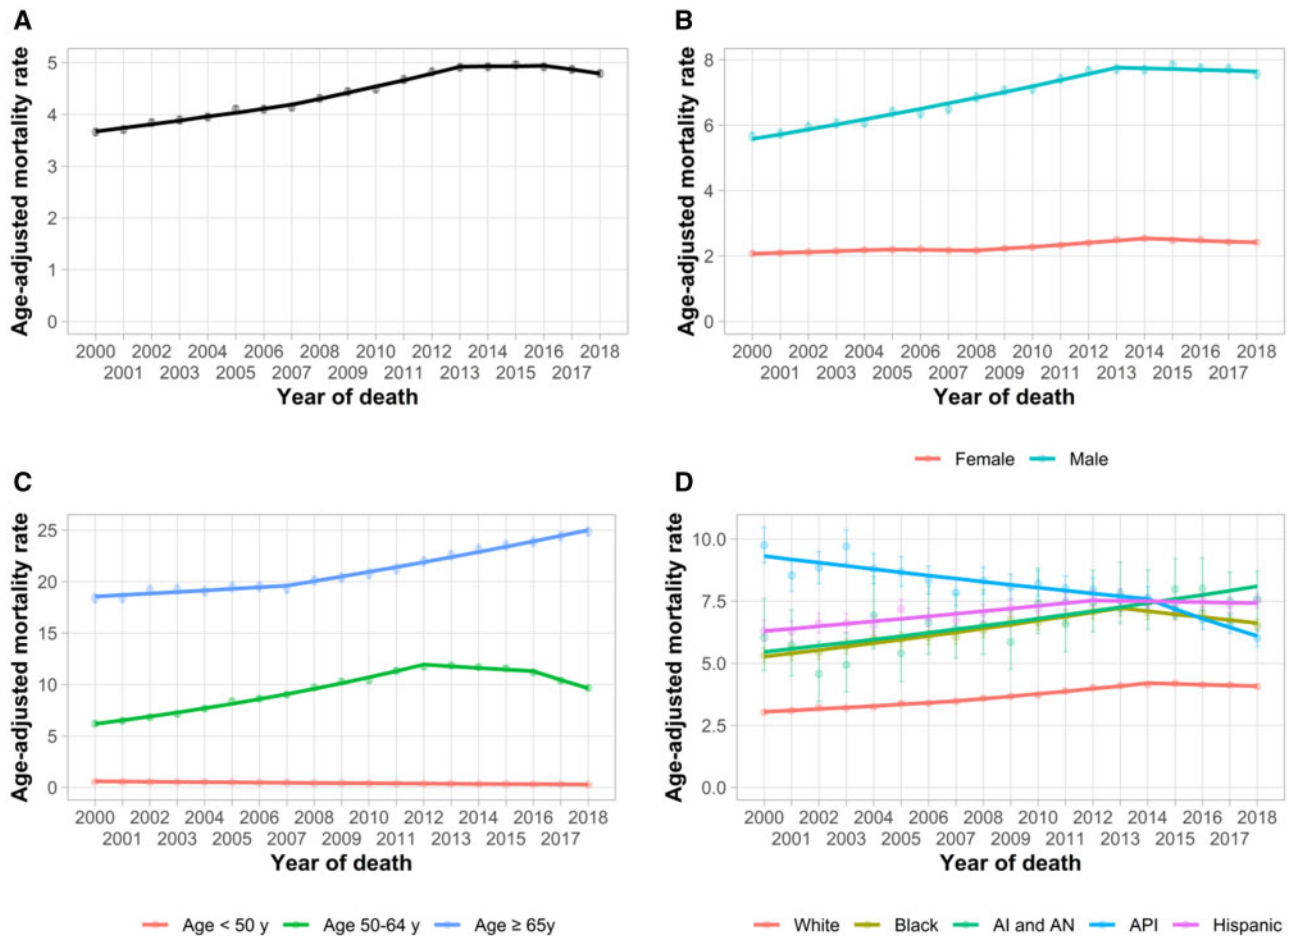 A
Age-adjusted mortality rate
5
4
3
2
1
0
2000 2002 2004 2006 2008 2010 2012 2014 2016 2018
2001 2003 2005 2007 2009 2011 2013 2015 2017
Year of death
B
Age-adjusted mortality rate
8
6
4
2
0
2000 2002 2004 2006 2008 2010 2012 2014 2016 2018
2001 2003 2005 2007 2009 2011 2013 2015 2017
Year of death
Female Male
C
Age-adjusted mortality rate
25
20
15
10
5
0
2000 2002 2004 2006 2008 2010 2012 2014 2016 2018
2001 2003 2005 2007 2009 2011 2013 2015 2017
Year of death
Age < 50 y Age 50-64 y Age ≥ 65y
D
Age-adjusted mortality rate
10.0
7.5
5.0
2.5
0.0
2000 2002 2004 2006 2008 2010 2012 2014 2016 2018
2001 2003 2005 2007 2009 2011 2013 2015 2017
Year of death
White Black AI and AN API Hispanic